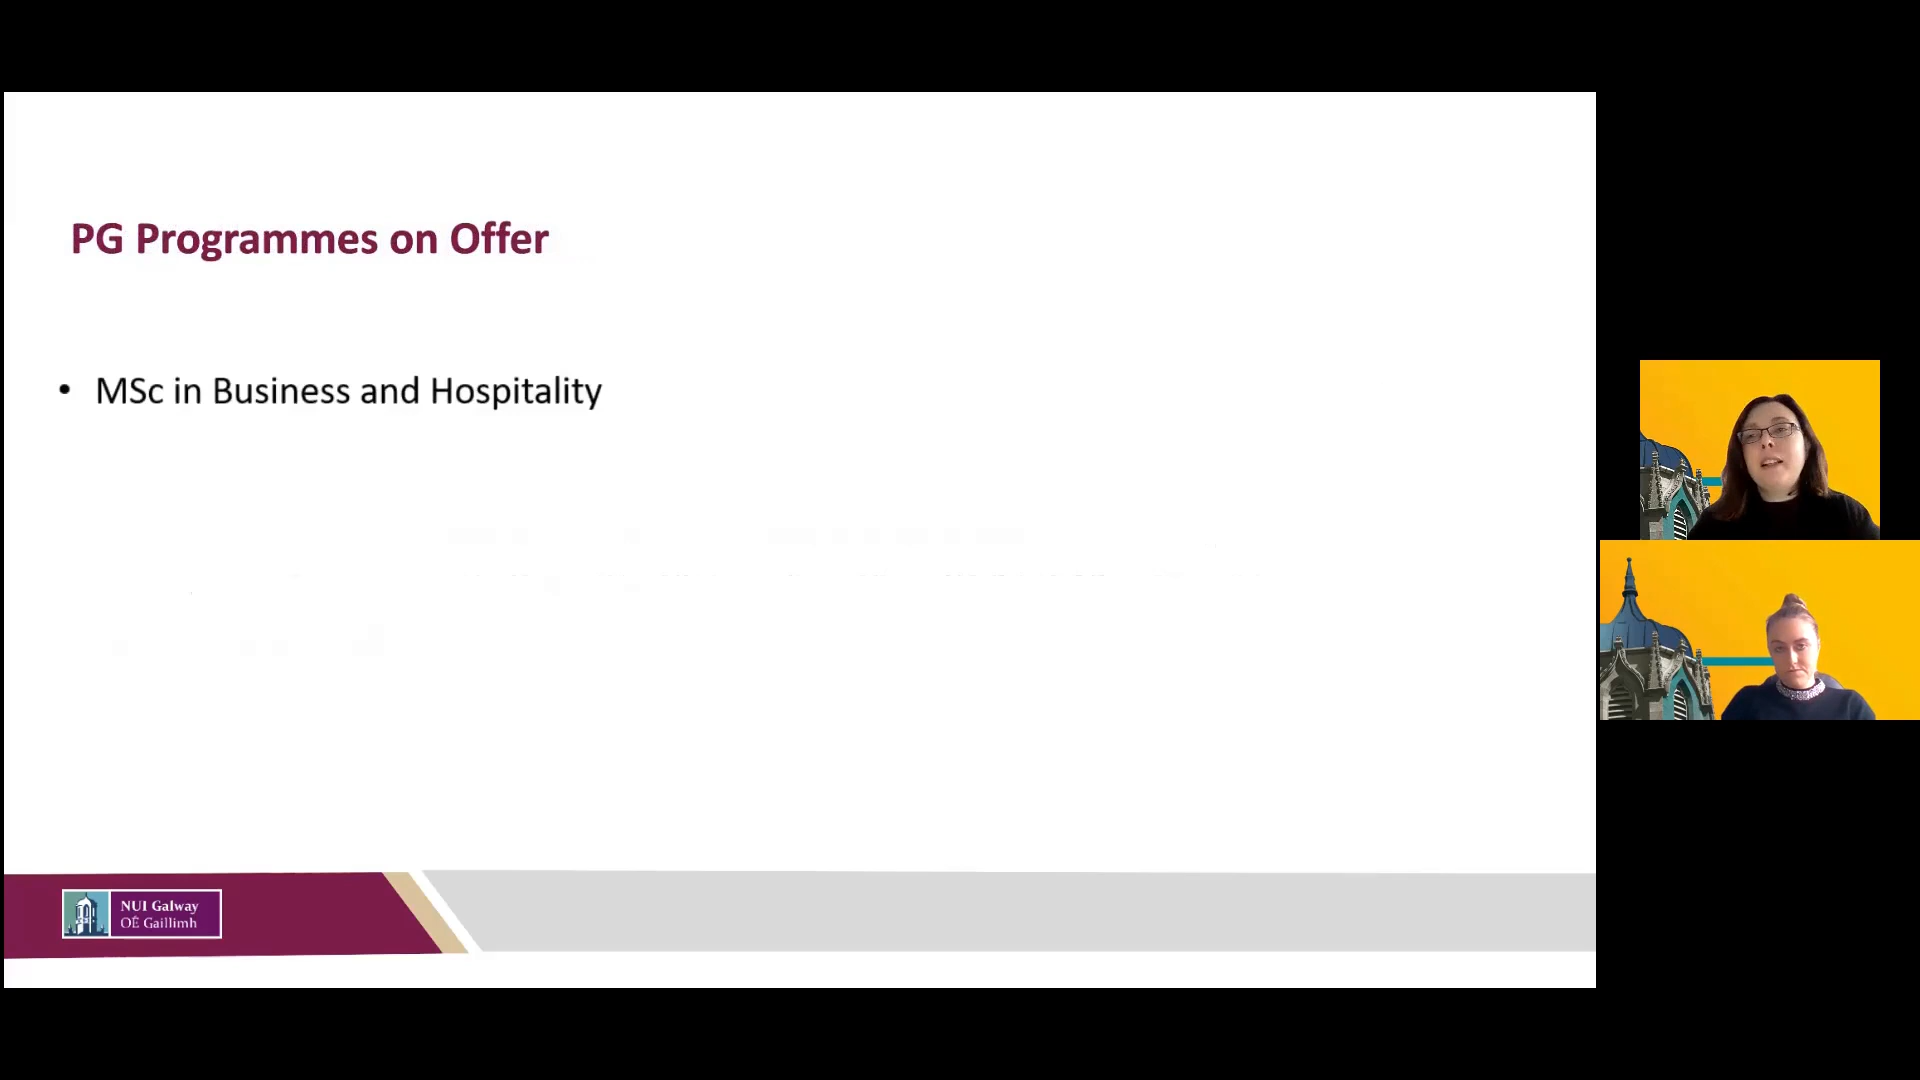 PG Programmes on Offer
• MSc in Business and Hospitality
NUI Galway
OÉ Gaillimh